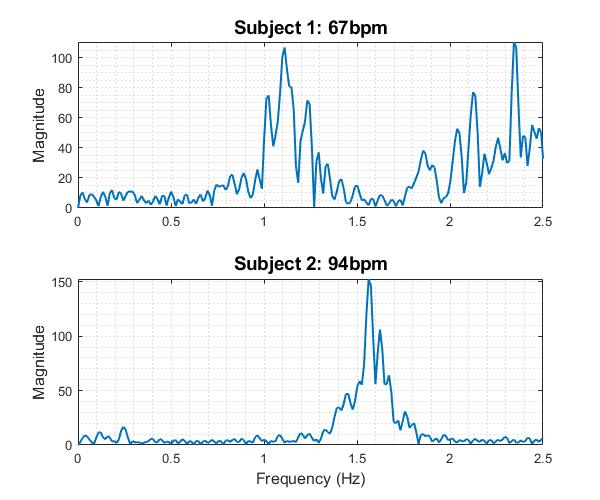 Subject 1: 67bpm
100
80
60
40
20
0
Magnitude
0 0.5 1 1.5 2 2.5
Subject 2: 94bpm
150
100
50
0
Magnitude
0 0.5 1 1.5 2 2.5
Frequency (Hz)